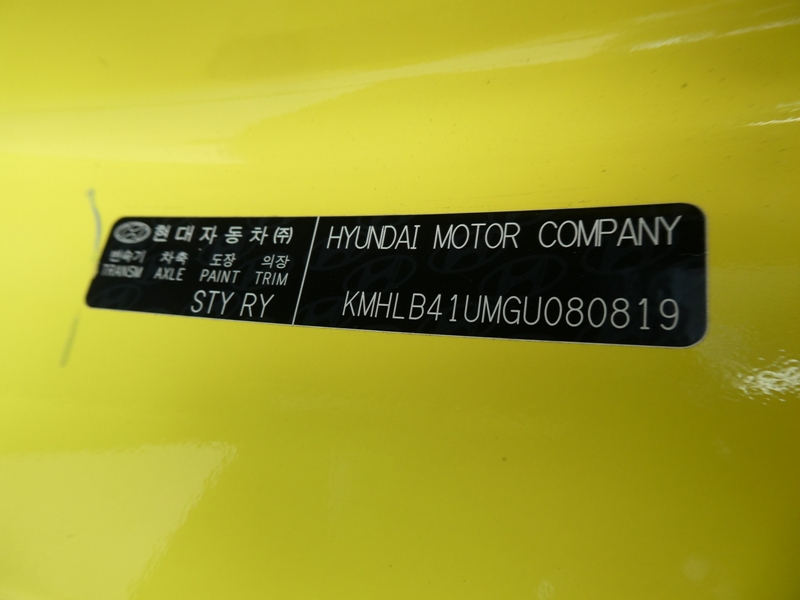 현대자동차㈜
변속기 차축 도장 의장
TRANSM AXLE PAINT TRIM
STY RY
HYUNDAI MOTOR COMPANY
KMHLB41UMGU080819